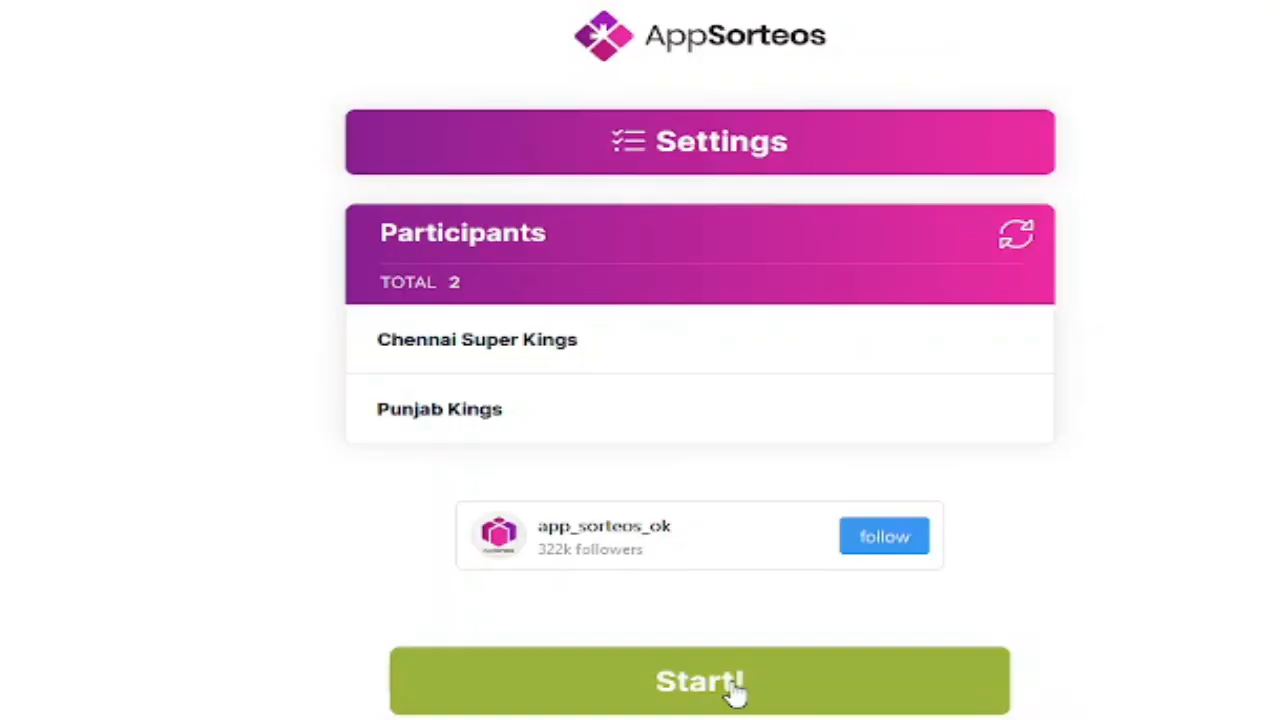 AppSorteos
Settings
Participants
TOTAL 2
Chennai Super Kings
Punjab Kings
app_sorteos_ok
322k followers
follow
Start!